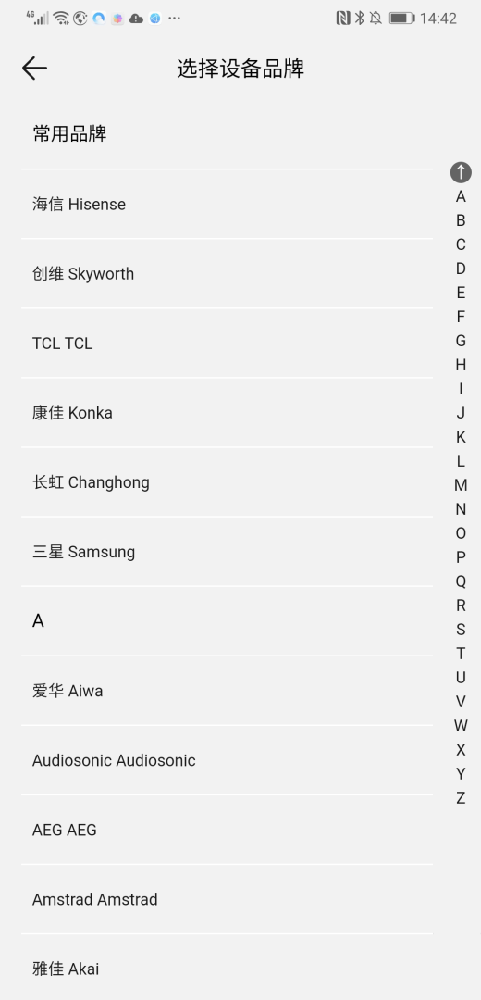 4G
14:42
选择设备品牌
常用品牌
海信 Hisense
创维 Skyworth
TCL TCL
康佳 Konka
长虹 Changhong
三星 Samsung
A
爱华 Aiwa
Audiosonic Audiosonic
AEG AEG
Amstrad Amstrad
雅佳 Akai
A
B
C
D
E
F
G
H
I
J
K
L
M
N
O
P
Q
R
S
T
U
V
W
X
Y
Z